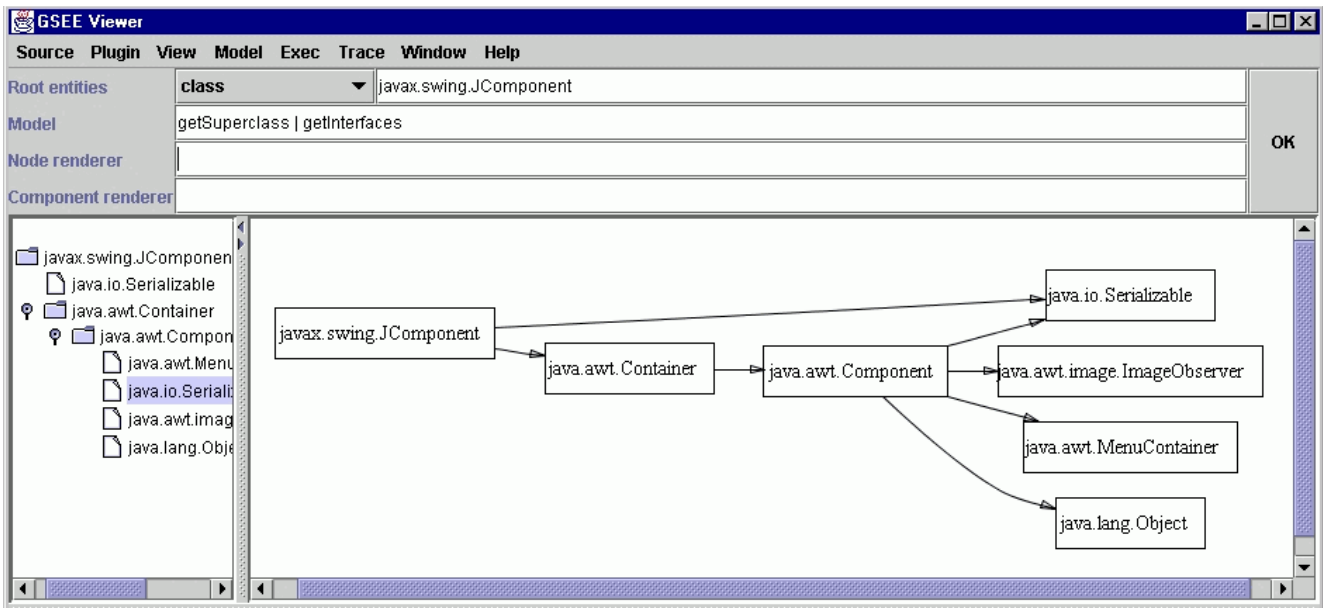 GSEE Viewer
Source Plugin View Model Exec Trace Window Help
Root entities class javax.swing.JComponent
Model getSuperclass | getInterfaces
OK
Node renderer
Component renderer
javax.swing.JComponen
java.io.Serializable
java.awt.Container
java.awt.Compon
java.awt.Menu
java.io.Seriali
java.awt.imag
java.lang.Obje
javax.swing.JComponent
java.awt.Container
java.awt.Component
java.io.Serializable
java.awt.image.ImageObserver
java.awt.MenuContainer
java.lang.Object